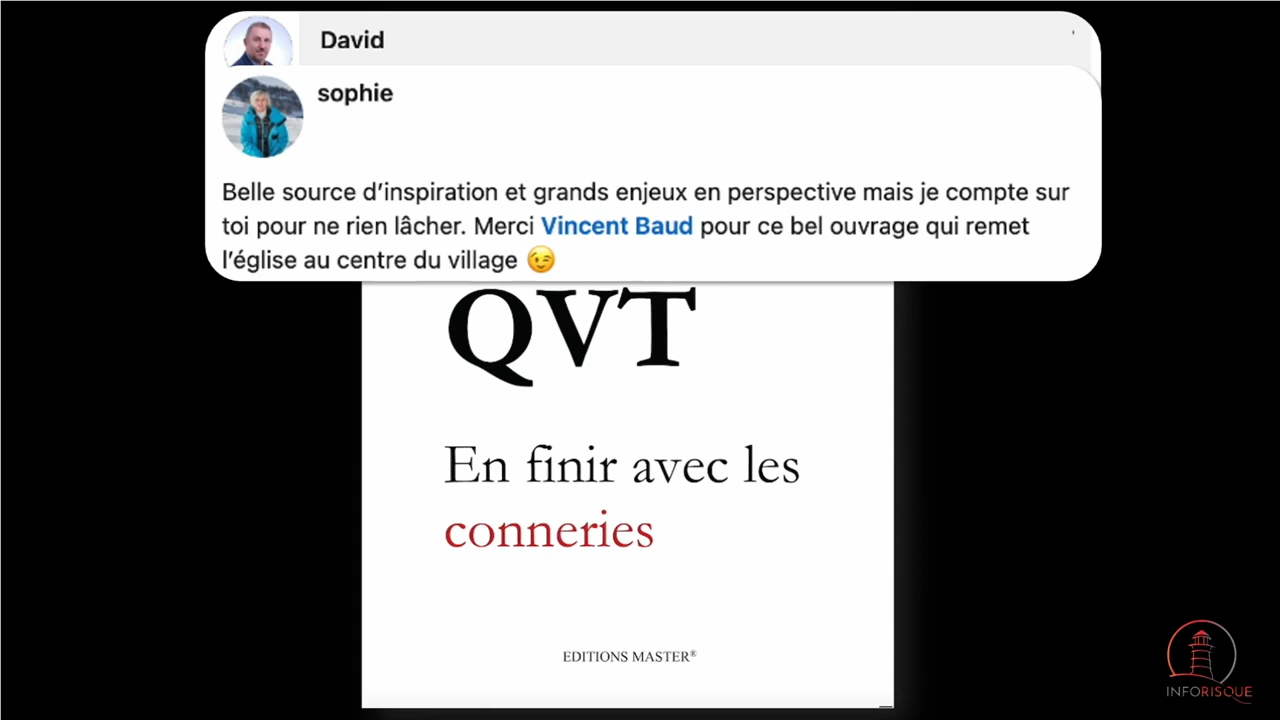 David
sophie
Belle source d’inspiration et grands enjeux en perspective mais je compte sur
toi pour ne rien lâcher. Merci Vincent Baud pour ce bel ouvrage qui remet
l’église au centre du village 😉
QVT
En finir avec les
conneries
EDITIONS MASTER®
INFORISQUE